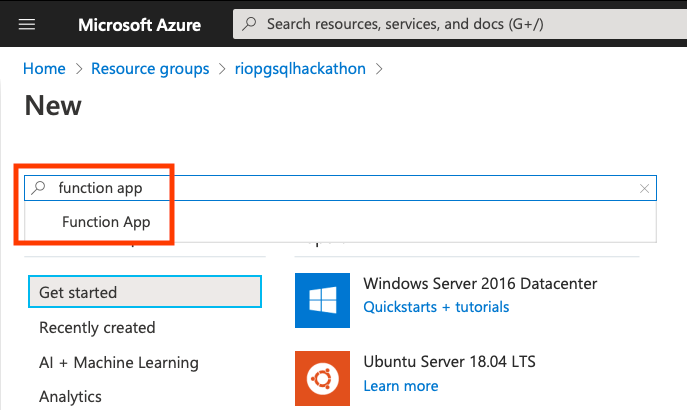 Microsoft Azure
Search resources, services, and docs (G+/)
Home > Resource groups > riopgsqlhackathon >
New
function app
Function App
Get started
Recently created
AI + Machine Learning
Analytics
Windows Server 2016 Datacenter
Quickstarts + tutorials
Ubuntu Server 18.04 LTS
Learn more